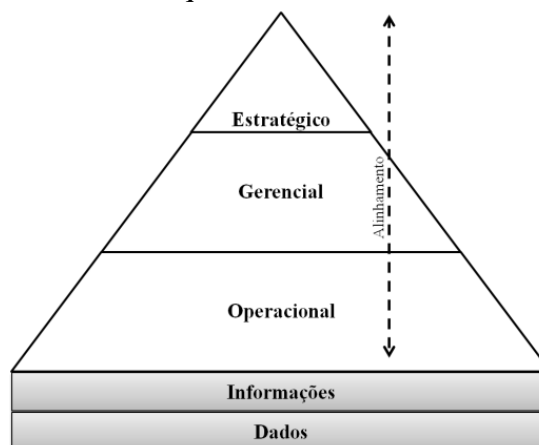 Estratégico
Gerencial
Alinhamento
Operacional
Informações
Dados